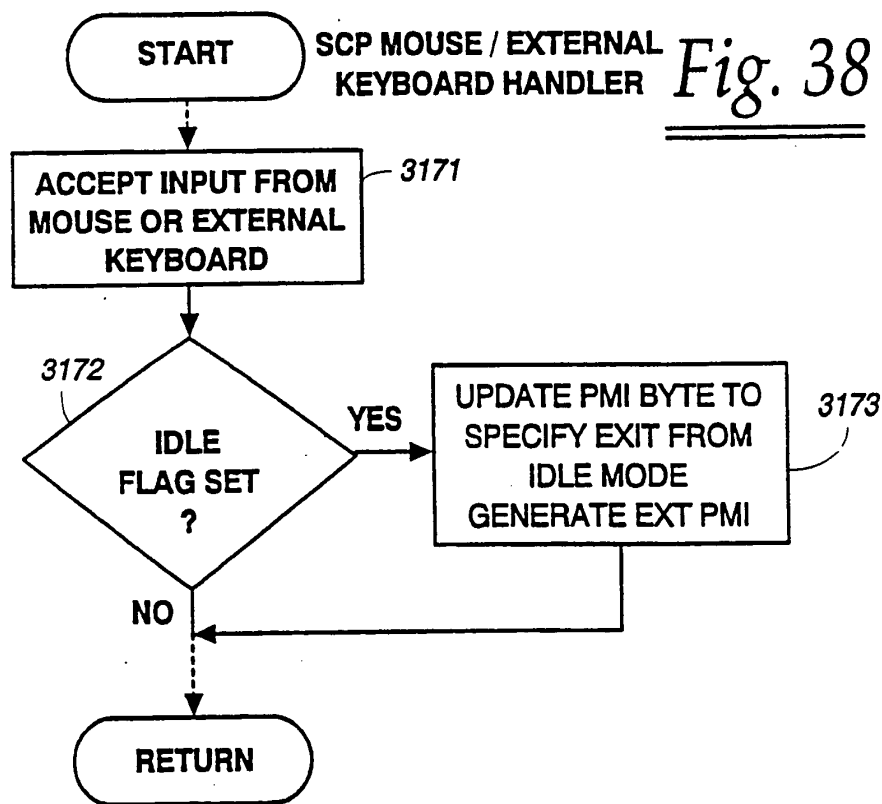 START
SCP MOUSE / EXTERNAL
KEYBOARD HANDLER
Fig. 38
ACCEPT INPUT FROM
MOUSE OR EXTERNAL
KEYBOARD
3171
3172
IDLE
FLAG SET
?
YES
UPDATE PMI BYTE TO
SPECIFY EXIT FROM
IDLE MODE
GENERATE EXT PMI
3173
NO
RETURN